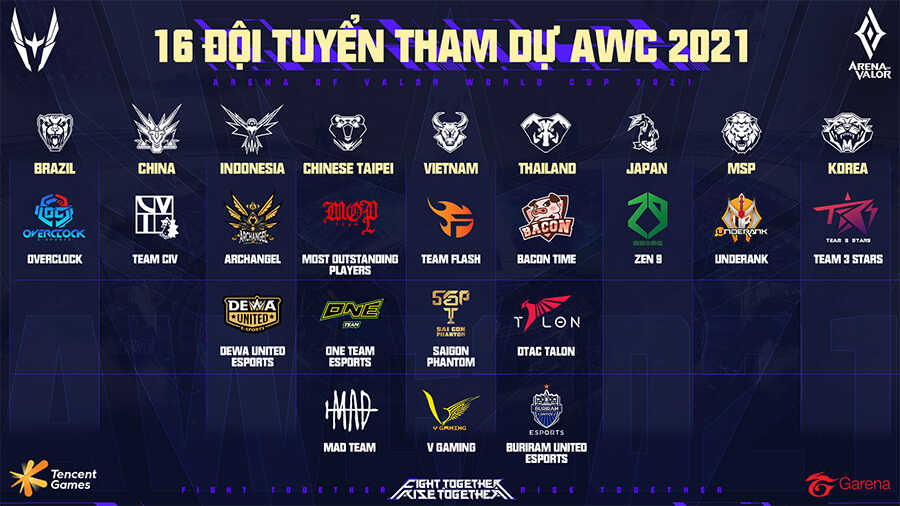 16 ĐỘI TUYỂN THAM DỰ AWC 2021
ARENA OF VALOR WORLD CUP 2021
ARENA OF
VALOR
BRAZIL
CHINA
INDONESIA
CHINESE TAIPEI
VIETNAM
THAILAND
JAPAN
MSP
KOREA
OVERCLOCK
E-SPORTS
CV
ARCHANGEL
MOP
BACON
Z9
UNDERANK
TEAM 3 STARS
OVERCLOCK
TEAM CIV
ARCHANGEL
MOST OUTSTANDING
PLAYERS
TEAM FLASH
BACON TIME
ZEN 9
UNDERANK
TEAM 3 STARS
DEWA
UNITED
E-SPORTS
ONE
TEAM
SGP
SAI GON
PHANTOM
TALON
DEWA UNITED
ESPORTS
ONE TEAM
ESPORTS
SAIGON
PHANTOM
DTAC TALON
MAD
V GAMING
BURIRAM
UNITED
ESPORTS
MAD TEAM
V GAMING
BURIRAM UNITED
ESPORTS
Tencent
Games
FIGHT TOGETHER
FIGHT TOGETHER
RISE TOGETHER
RISE TOGETHER
Garena